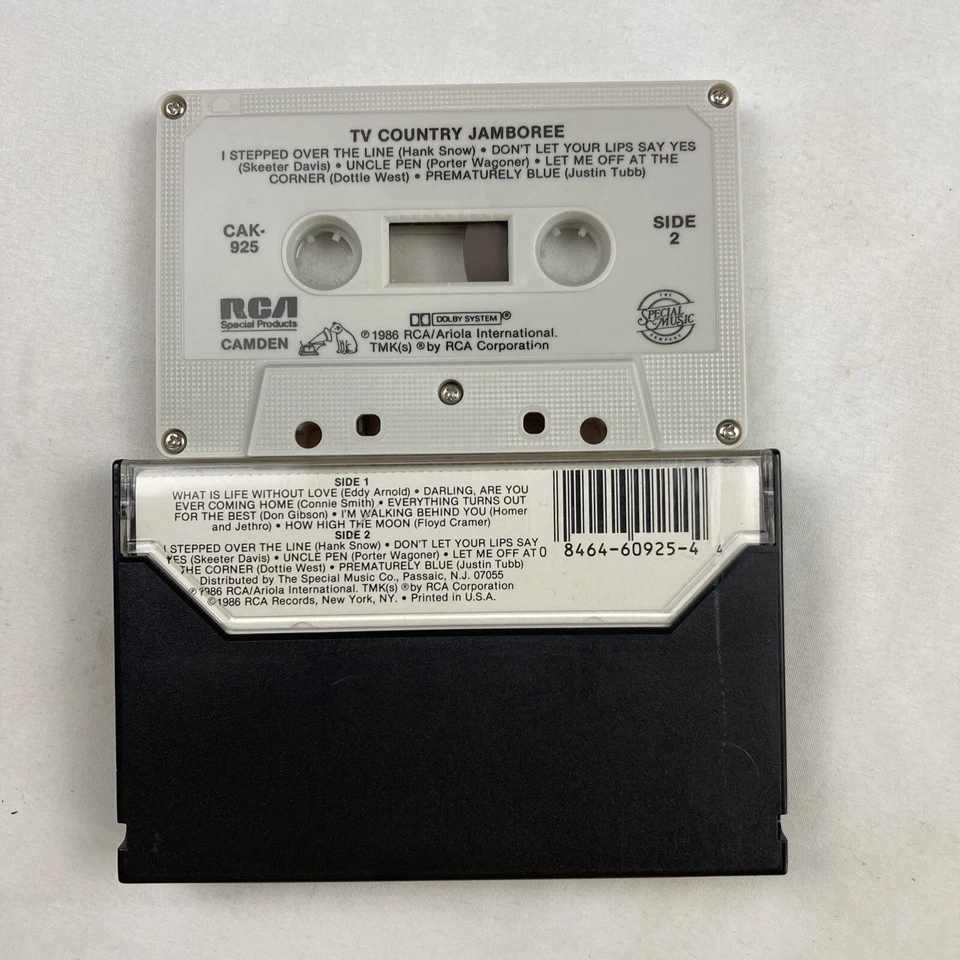 TV COUNTRY JAMBOREE
I STEPPED OVER THE LINE (Hank Snow) • DON'T LET YOUR LIPS SAY YES
(Skeeter Davis) • UNCLE PEN (Porter Wagoner) • LET ME OFF AT THE
CORNER (Dottie West) • PREMATURELY BLUE (Justin Tubb)
CAK-
925
SIDE
2
RCA
Special Products
CAMDEN
DOLBY SYSTEM ®
℗1986 RCA/Ariola International.
TMK(s) ® by RCA Corporation
THE
SPECIAL
MUSIC
COMPANY
SIDE 1
WHAT IS LIFE WITHOUT LOVE (Eddy Arnold) • DARLING, ARE YOU
EVER COMING HOME (Connie Smith) • EVERYTHING TURNS OUT
FOR THE BEST (Don Gibson) • I'M WALKING BEHIND YOU (Homer
and Jethro) • HOW HIGH THE MOON (Floyd Cramer)
SIDE 2
I STEPPED OVER THE LINE (Hank Snow) • DON'T LET YOUR LIPS SAY
YES (Skeeter Davis) • UNCLE PEN (Porter Wagoner) • LET ME OFF AT
THE CORNER (Dottie West) • PREMATURELY BLUE (Justin Tubb)
Distributed by The Special Music Co., Passaic, N.J. 07055
℗1986 RCA/Ariola International. TMK(s) ® by RCA Corporation
©1986 RCA Records, New York, NY. • Printed in U.S.A.
0 8464-60925-4 4